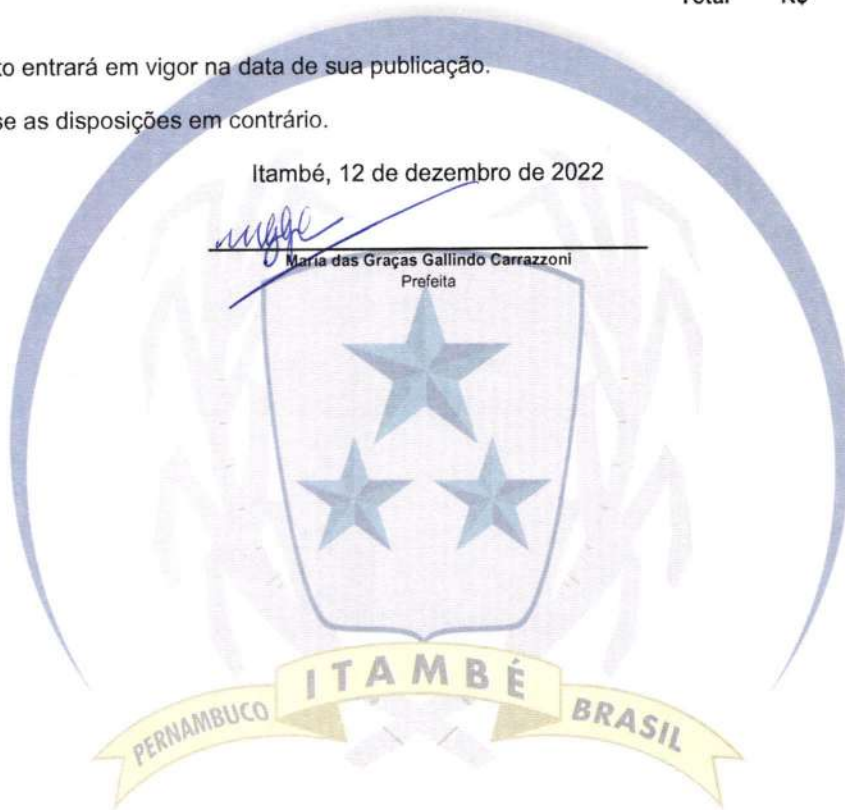 Total R$
to entrará em vigor na data de sua publicação.
se as disposições em contrário.
Itambé, 12 de dezembro de 2022
Maria das Graças Gallindo Carrazzoni
Prefeita
ITAMBÉ
PERNAMBUCO BRASIL